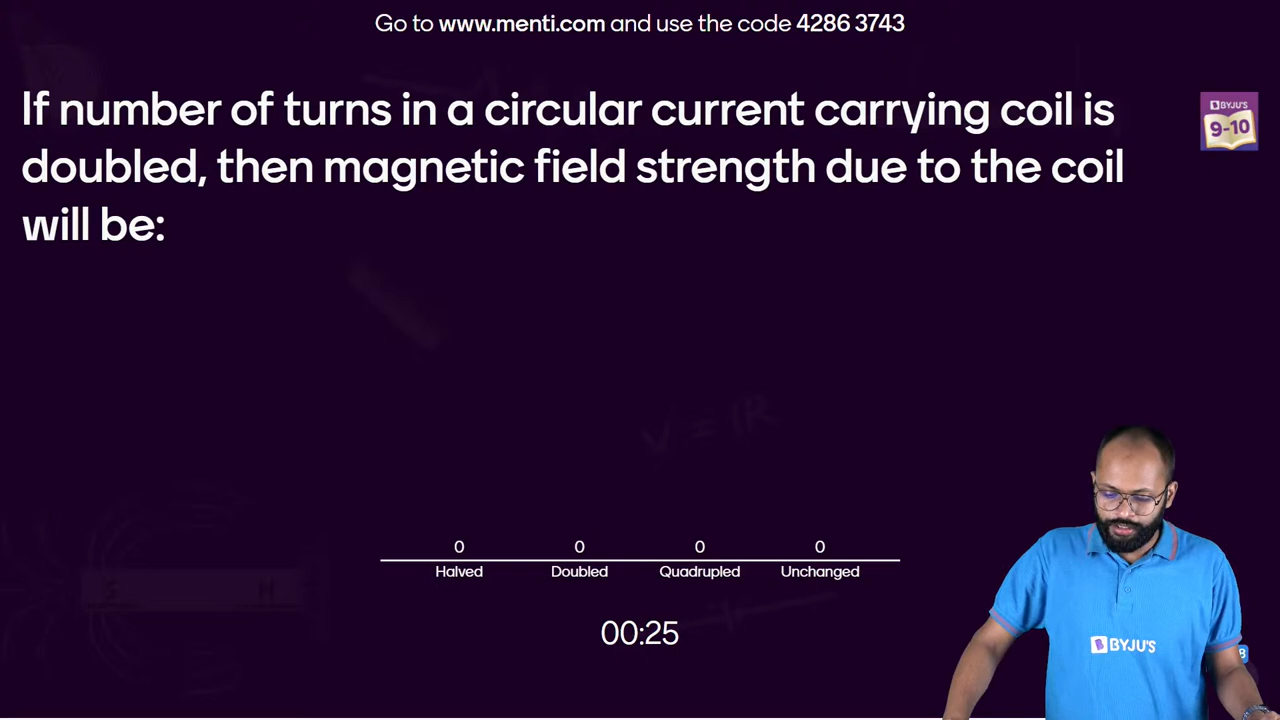 Go to www.menti.com and use the code 4286 3743
If number of turns in a circular current carrying coil is
doubled, then magnetic field strength due to the coil
will be:
BYJU'S
9-10
V = IR
0 0 0 0
Halved Doubled Quadrupled Unchanged
S N
00:25
BYJU'S